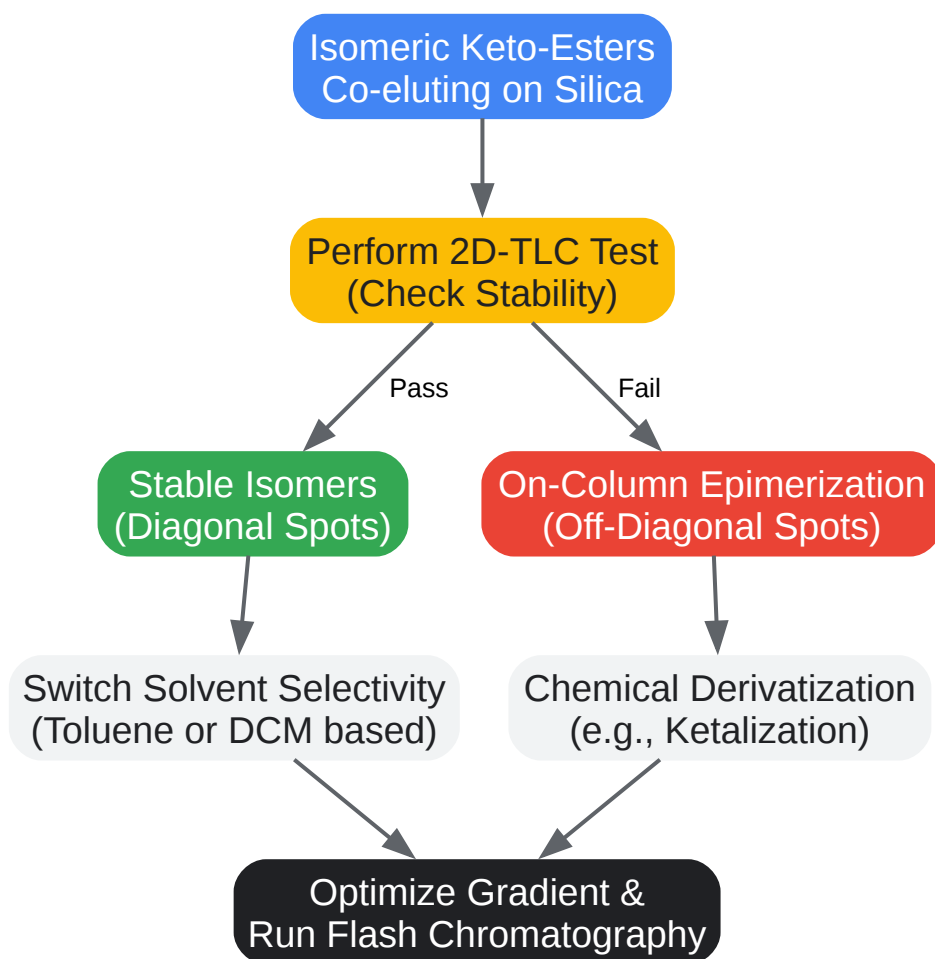 Isomeric Keto-Esters
Co-eluting on Silica
Perform 2D-TLC Test
(Check Stability)
Pass
Fail
Stable Isomers
(Diagonal Spots)
On-Column Epimerization
(Off-Diagonal Spots)
Switch Solvent Selectivity
(Toluene or DCM based)
Chemical Derivatization
(e.g., Ketalization)
Optimize Gradient &
Run Flash Chromatography